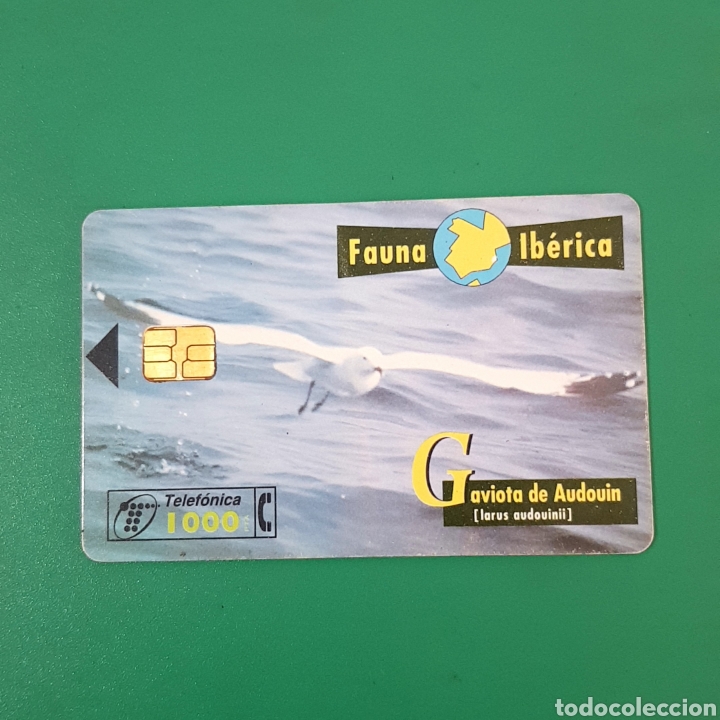 Fauna Ibérica
Gaviota de Audouin
[larus audouinii]
Telefónica
1000
todocoleccion